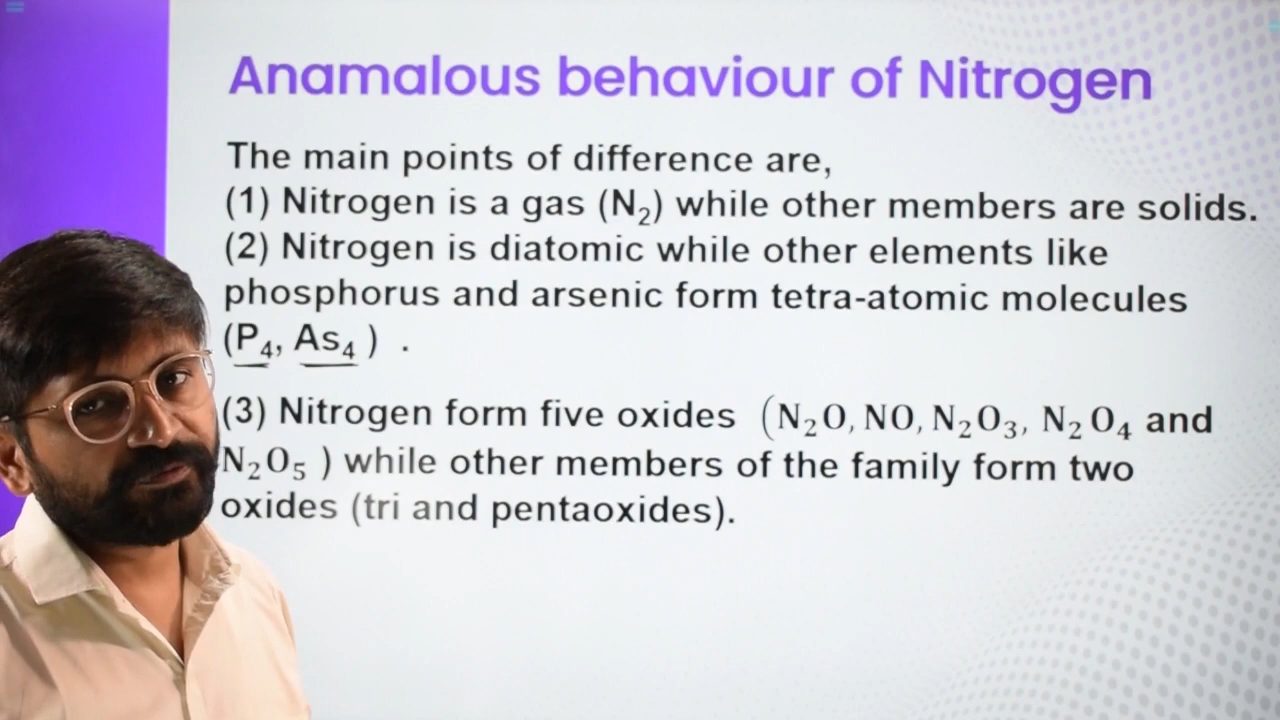 Anamalous behaviour of Nitrogen
The main points of difference are,
(1) Nitrogen is a gas (N₂) while other members are solids.
(2) Nitrogen is diatomic while other elements like
phosphorus and arsenic form tetra-atomic molecules
(P₄, As₄ ) .
(3) Nitrogen form five oxides (N₂O, NO, N₂O₃, N₂O₄ and
N₂O₅ ) while other members of the family form two
oxides (tri and pentaoxides).